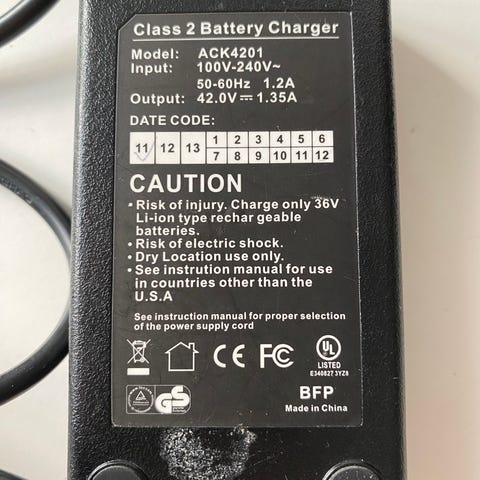 Class 2 Battery Charger
Model: ACK4201
Input: 100V-240V~
50-60Hz 1.2A
Output: 42.0V⎓1.35A
DATE CODE:
11 12 13 1 2 3 4 5 6
7 8 9 10 11 12
CAUTION
• Risk of injury. Charge only 36V
Li-ion type rechar geable
batteries.
• Risk of electric shock.
• Dry Location use only.
• See instrution manual for use
in countries other than the
U.S.A
See instruction manual for proper selection
of the power supply cord
CE FC UL
LISTED
E340827 3YZ8
GS
BFP
Made in China